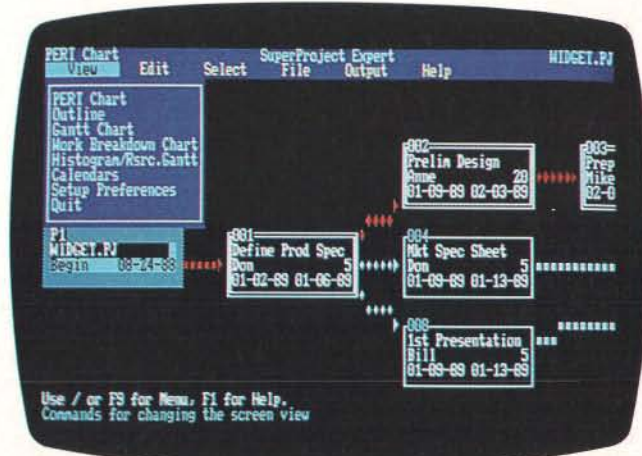 PERT Chart SuperProject Expert WIDGET.PJ
View Edit Select File Output Help
PERT Chart
Outline
Gantt Chart
Work Breakdown Chart
Histogram/Rsrc.Gantt
Calendars
Setup Preferences
Quit
P1
WIDGET.PJ
Begin 08-24-88
001
Define Prod Spec
Don 5
01-02-89 01-06-89
002
Prelim Design
Anne 20
01-09-89 02-03-89
003
Prep
Mike
02-0
004
Mkt Spec Sheet
Don 5
01-09-89 01-13-89
008
1st Presentation
Bill 5
01-09-89 01-13-89
Use / or F9 for Menu, F1 for Help.
Commands for changing the screen view